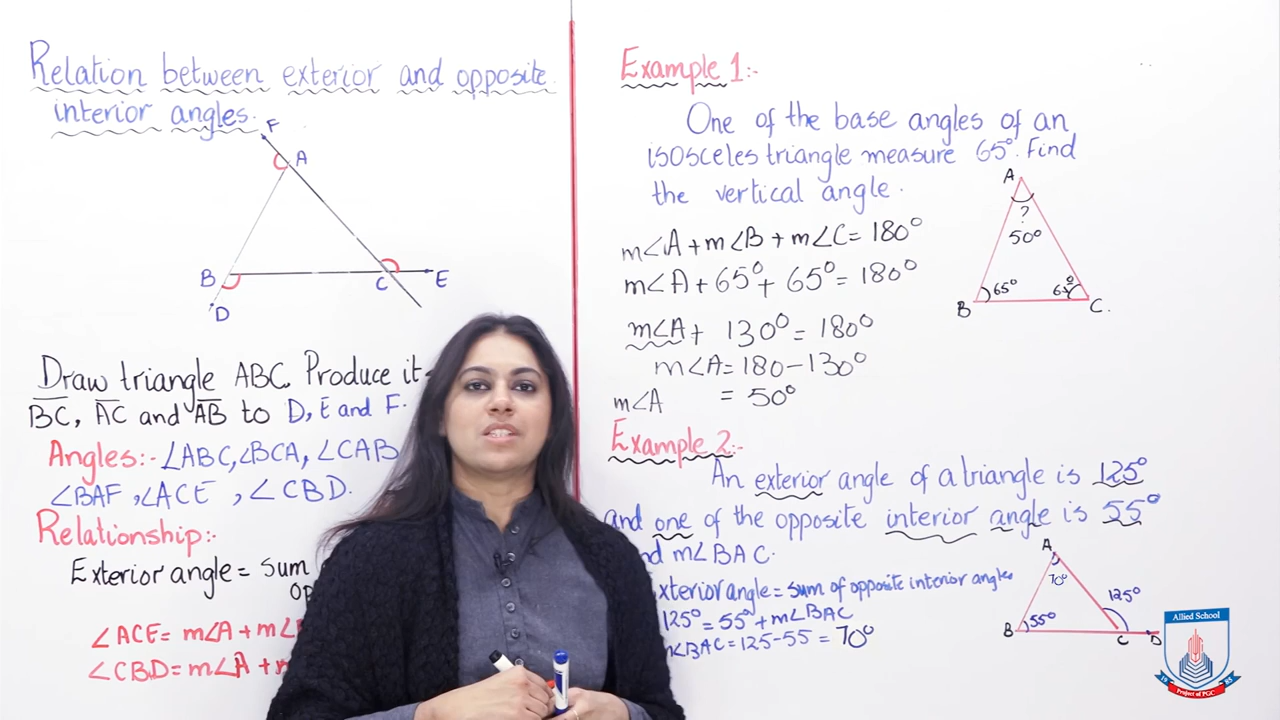 Relation between exterior and opposite
interior angles.
F
A
B
C
E
D
Draw triangle ABC. Produce it
BC, AC and AB to D, E and F.
Angles:- ∠ABC, ∠BCA, ∠CAB
∠BAF, ∠ACE, ∠CBD.
Relationship:-
Exterior angle = sum
∠ACE = m∠A + m∠
∠CBD = m∠A +
Example 1:-
One of the base angles of an
isosceles triangle measure 65°. Find
the vertical angle.
m∠A + m∠B + m∠C = 180°
m∠A + 65° + 65° = 180°
m∠A + 130° = 180°
m∠A = 180 - 130°
m∠A = 50°
A
?
50°
65°
B
C.
Example 2:-
An exterior angle of a triangle is 125°
and one of the opposite interior angle is 55°
m∠BAC.
exterior angle = sum of opposite interior angles
125° = 55° + m∠BAC
∠BAC = 125 - 55 = 70°
A
70°
125°
B
55°
C
D
Allied School
19 85
Project of PGC